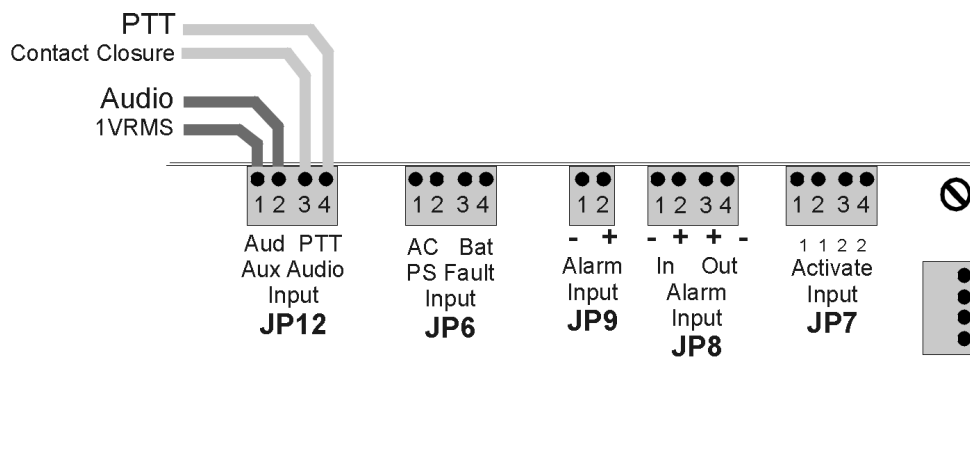 PTT
Contact Closure
Audio
1VRMS
1 2 3 4
Aud PTT
Aux Audio
Input
JP12
1 2 3 4
AC Bat
PS Fault
Input
JP6
1 2
- +
Alarm
Input
JP9
1 2 3 4
- + + -
In Out
Alarm
Input
JP8
1 2 3 4
1 1 2 2
Activate
Input
JP7